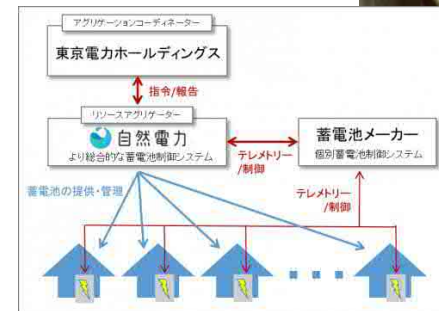 アグリゲーションコーディネーター
東京電力ホールディングス
指令/報告
リソースアグリゲーター
自然電力
より総合的な蓄電池制御システム
テレメトリー
/制御
蓄電池メーカー
個別蓄電池制御システム
蓄電池の提供・管理
テレメトリー
/制御